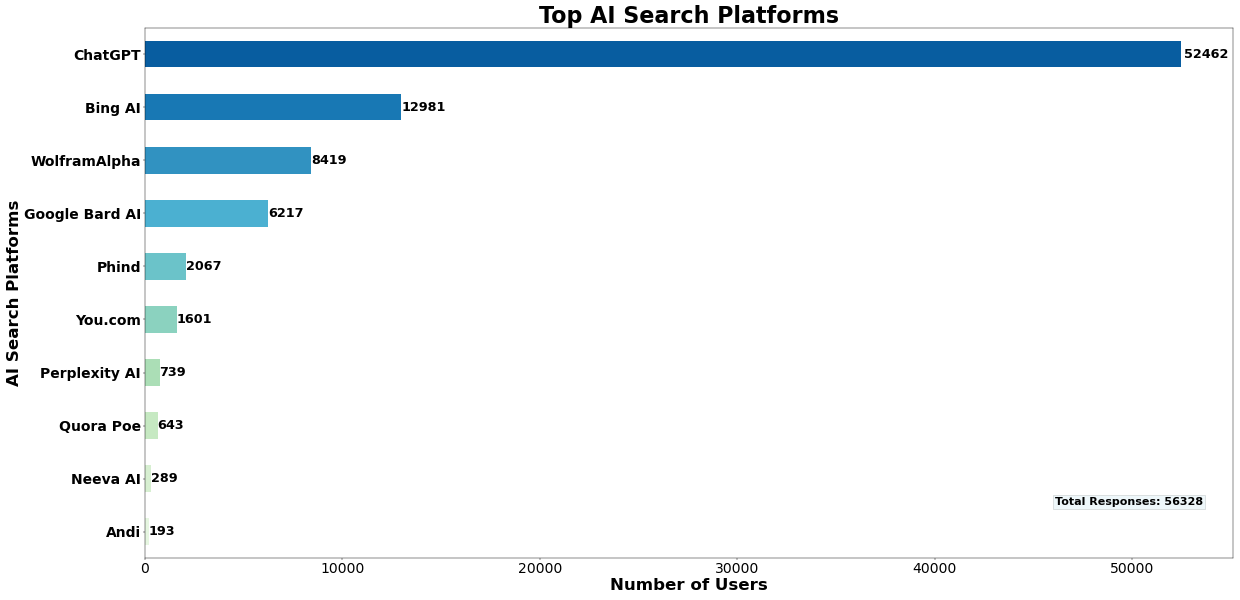 Top AI Search Platforms
AI Search Platforms
ChatGPT 52462
Bing AI 12981
WolframAlpha 8419
Google Bard AI 6217
Phind 2067
You.com 1601
Perplexity AI 739
Quora Poe 643
Neeva AI 289
Total Responses: 56328
Andi 193
0 10000 20000 30000 40000 50000
Number of Users